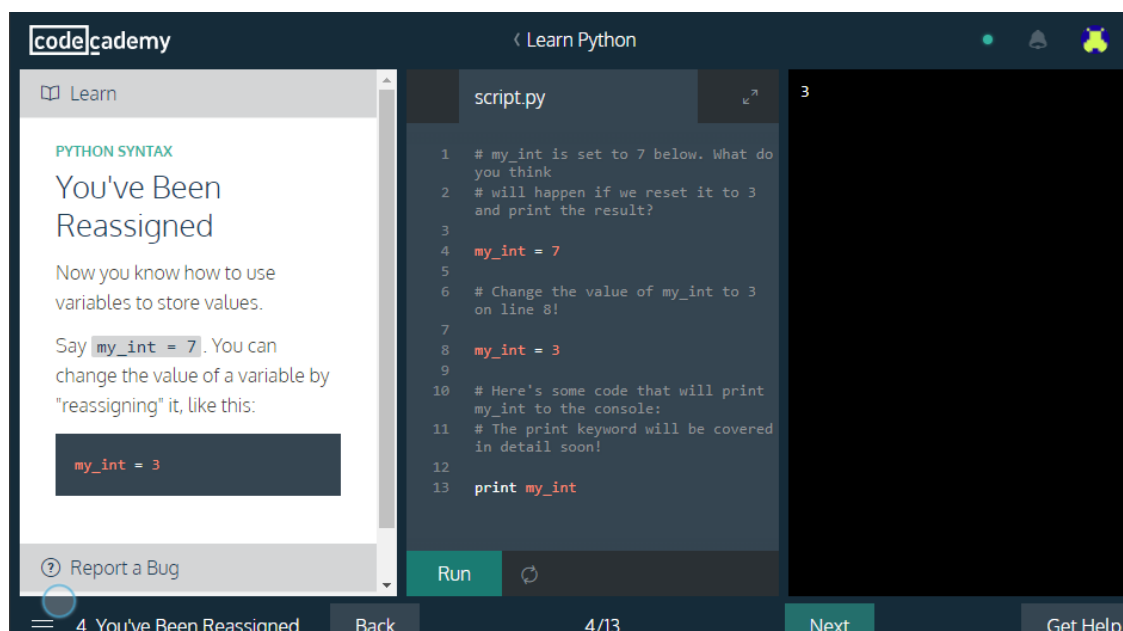 codecademy
Learn Python
Learn
PYTHON SYNTAX
You've Been
Reassigned
Now you know how to use
variables to store values.
Say my_int = 7. You can
change the value of a variable by
"reassigning" it, like this:
my_int = 3
Report a Bug
script.py
1 # my_int is set to 7 below. What do
you think
2 # will happen if we reset it to 3
and print the result?
3
4 my_int = 7
5
6 # Change the value of my_int to 3
on line 8!
7
8 my_int = 3
9
10 # Here's some code that will print
my_int to the console:
11 # The print keyword will be covered
in detail soon!
12
13 print my_int
Run
3
4. You've Been Reassigned
Back
4/13
Next
Get Help